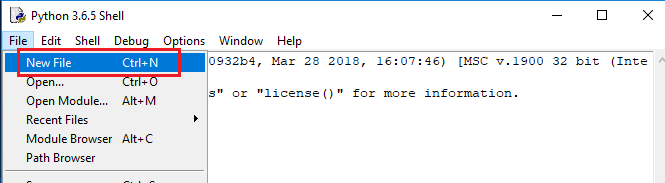 Python 3.6.5 Shell
File Edit Shell Debug Options Window Help
New File Ctrl+N
0932b4, Mar 28 2018, 16:07:46) [MSC v.1900 32 bit (Inte
Open... Ctrl+O
s" or "license()" for more information.
Open Module... Alt+M
Recent Files
Module Browser Alt+C
Path Browser